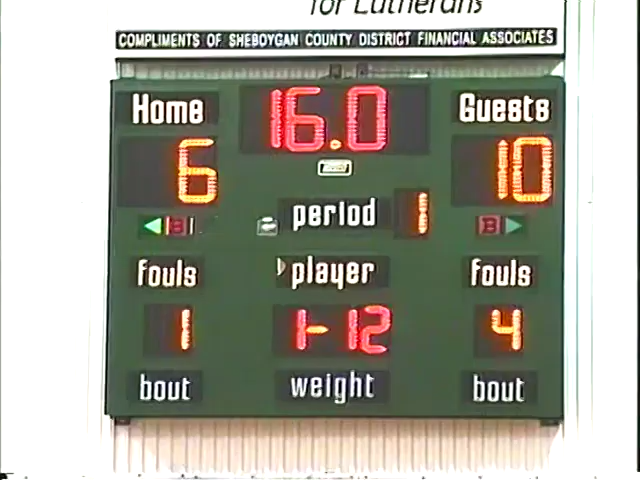 for Lutherans
COMPLIMENTS OF SHEBOYGAN COUNTY DISTRICT FINANCIAL ASSOCIATES
Home 16.0 Guests
6 10
period 1
B B
fouls player fouls
1 1-12 4
bout weight bout